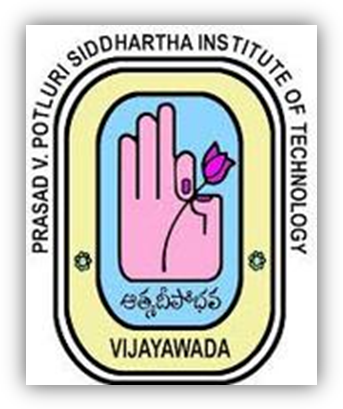 PRASAD V. POTLURI SIDDHARTHA INSTITUTE OF TECHNOLOGY
ఆత్మదీపోభవ
VIJAYAWADA